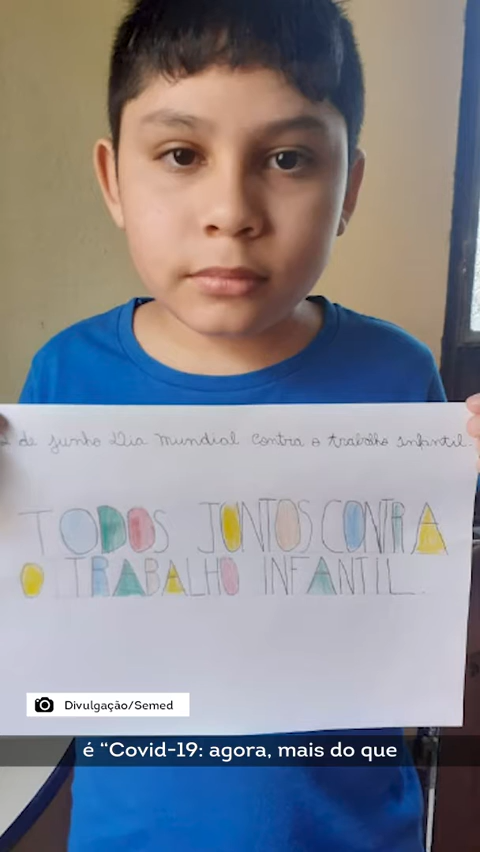 de Junho Dia Mundial Contra o trabalho infantil.
TODOS JUNTOS CONTRA
O TRABALHO INFANTIL.
Divulgação/Semed
é “Covid-19: agora, mais do que